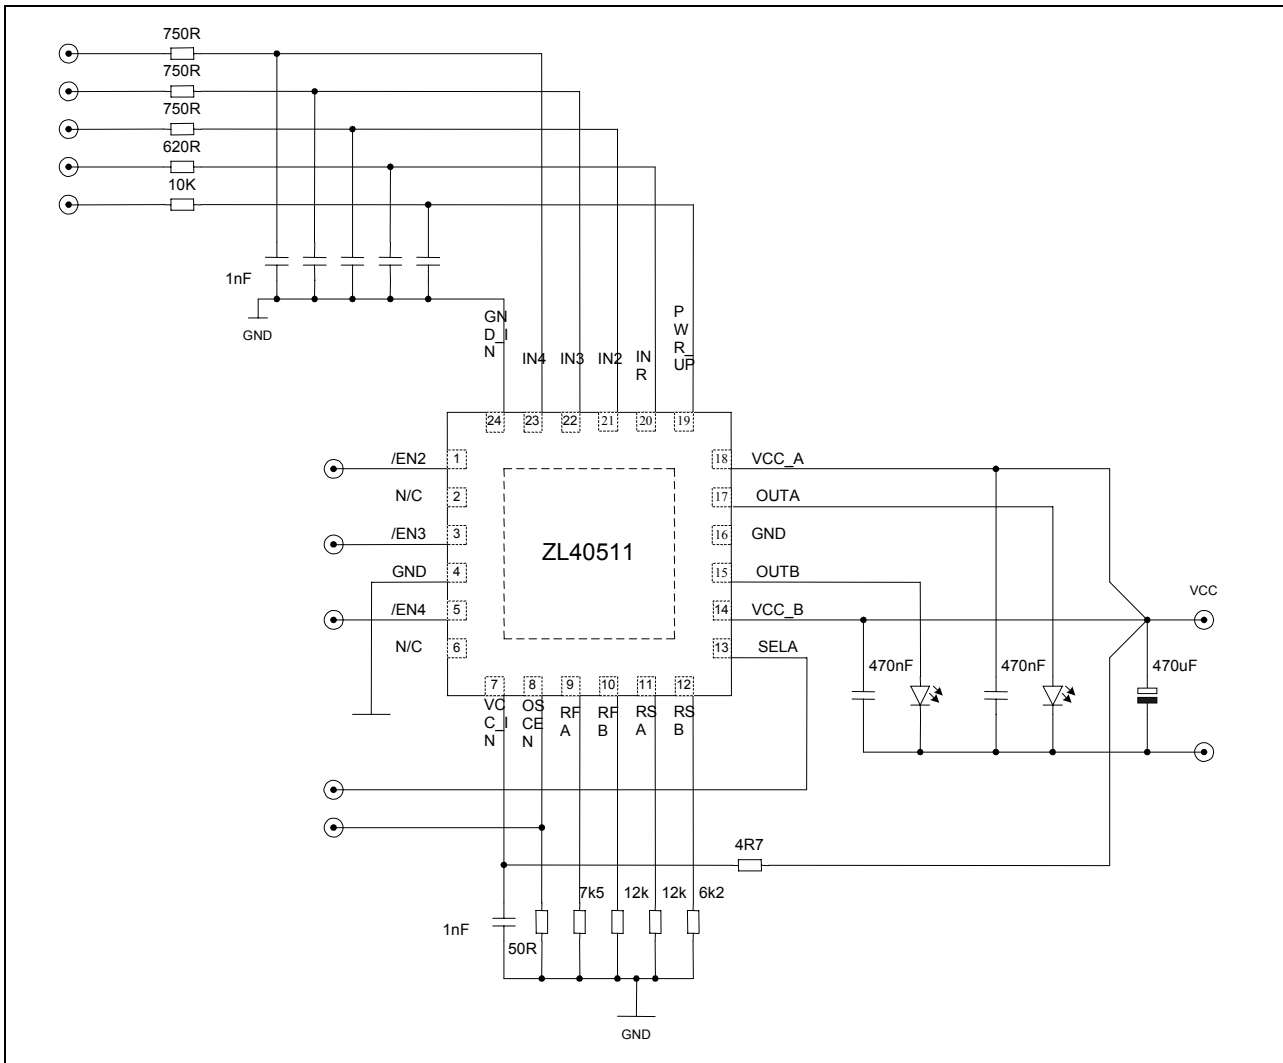 750R
750R
750R
620R
10K
1nF
GND
GN
D_I
N
IN4
IN3
IN2
IN
R
P
W
R_
UP
24
23
22
21
20
19
/EN2
1
18
VCC_A
N/C
2
17
OUTA
/EN3
3
16
GND
ZL40511
GND
4
15
OUTB
/EN4
5
14
VCC_B
VCC
N/C
6
13
SELA
7
8
9
10
11
12
VC
C_I
N
OS
CE
N
RF
A
RF
B
RS
A
RS
B
470nF
470nF
470uF
4R7
7k5
12k
12k
6k2
1nF
50R
GND